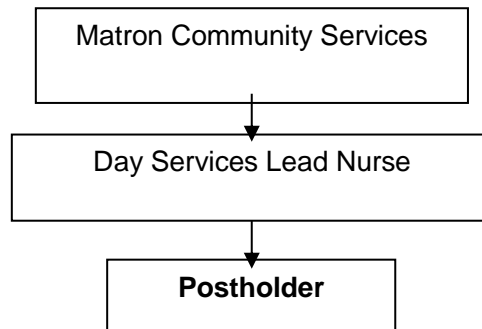 Matron Community Services
Day Services Lead Nurse
Postholder